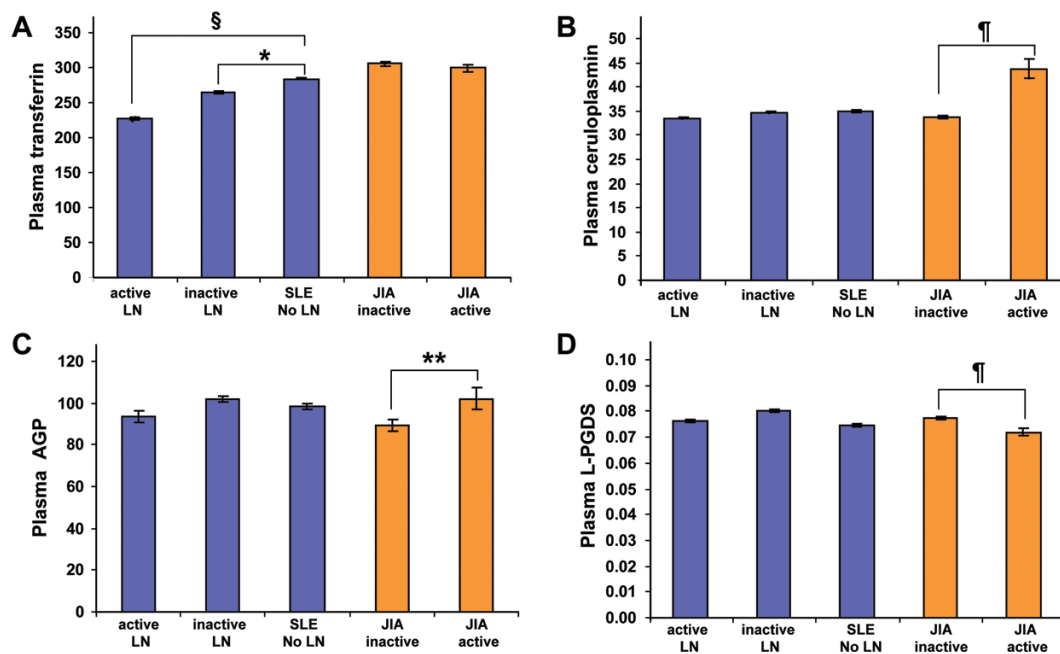 A
Plasma transferrin
350
300
250
200
150
100
50
0
§
*
active LN
inactive LN
SLE No LN
JIA inactive
JIA active
B
Plasma ceruloplasmin
50
45
40
35
30
25
20
15
10
5
0
¶
active LN
inactive LN
SLE No LN
JIA inactive
JIA active
C
Plasma AGP
120
100
80
60
40
20
0
**
active LN
inactive LN
SLE No LN
JIA inactive
JIA active
D
Plasma L-PGDS
0.10
0.09
0.08
0.07
0.06
0.05
0.04
0.03
0.02
0.01
0.00
¶
active LN
inactive LN
SLE No LN
JIA inactive
JIA active